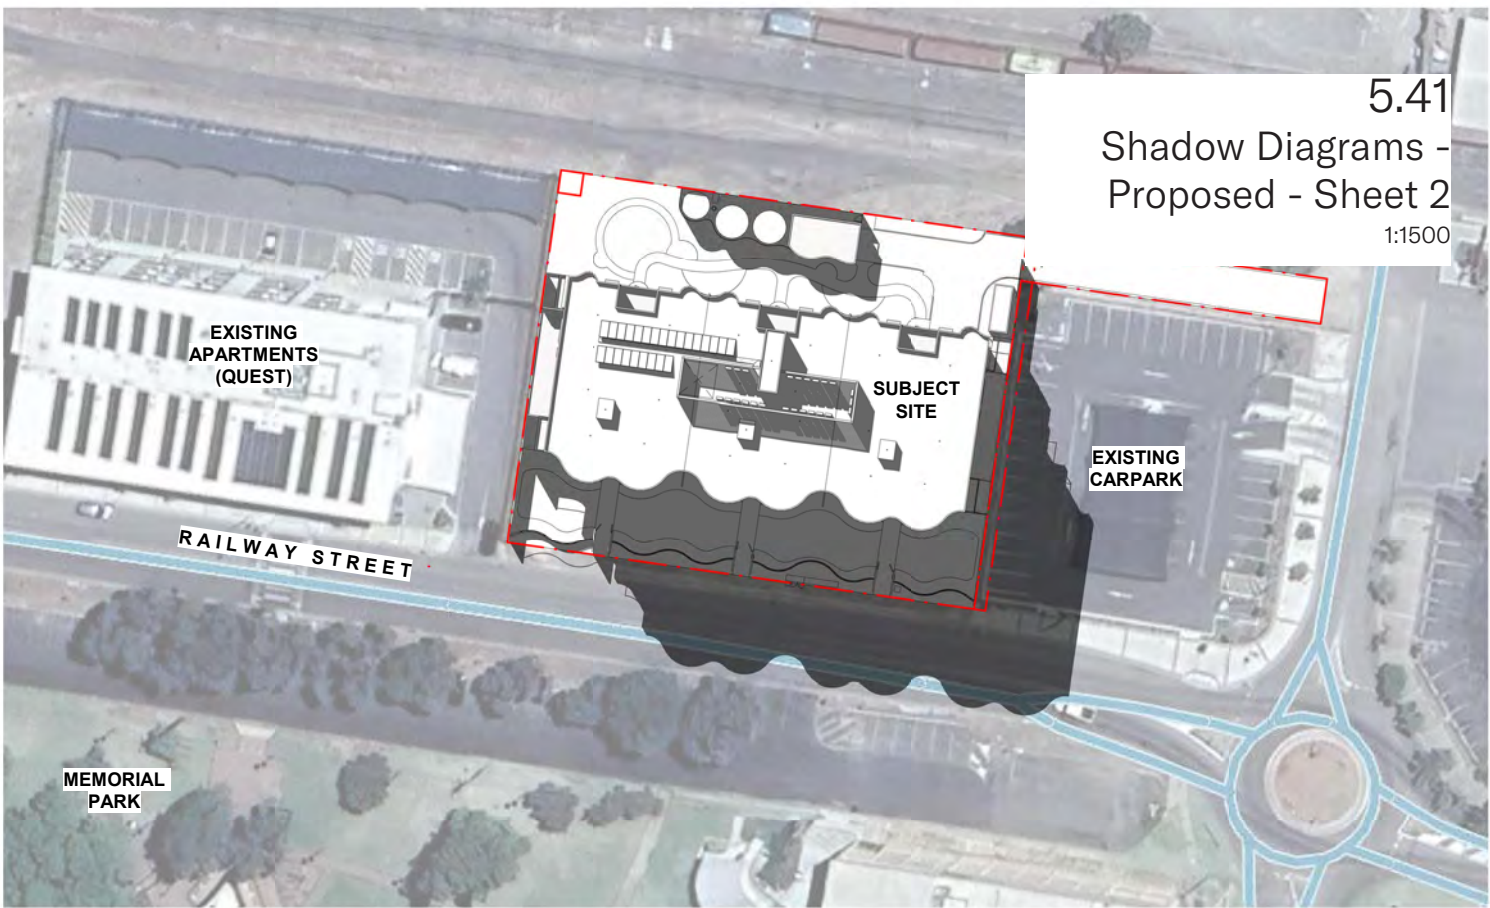 5.41
Shadow Diagrams -
Proposed - Sheet 2
1:1500
EXISTING
APARTMENTS
(QUEST)
SUBJECT
SITE
EXISTING
CARPARK
RAILWAY STREET
MEMORIAL
PARK